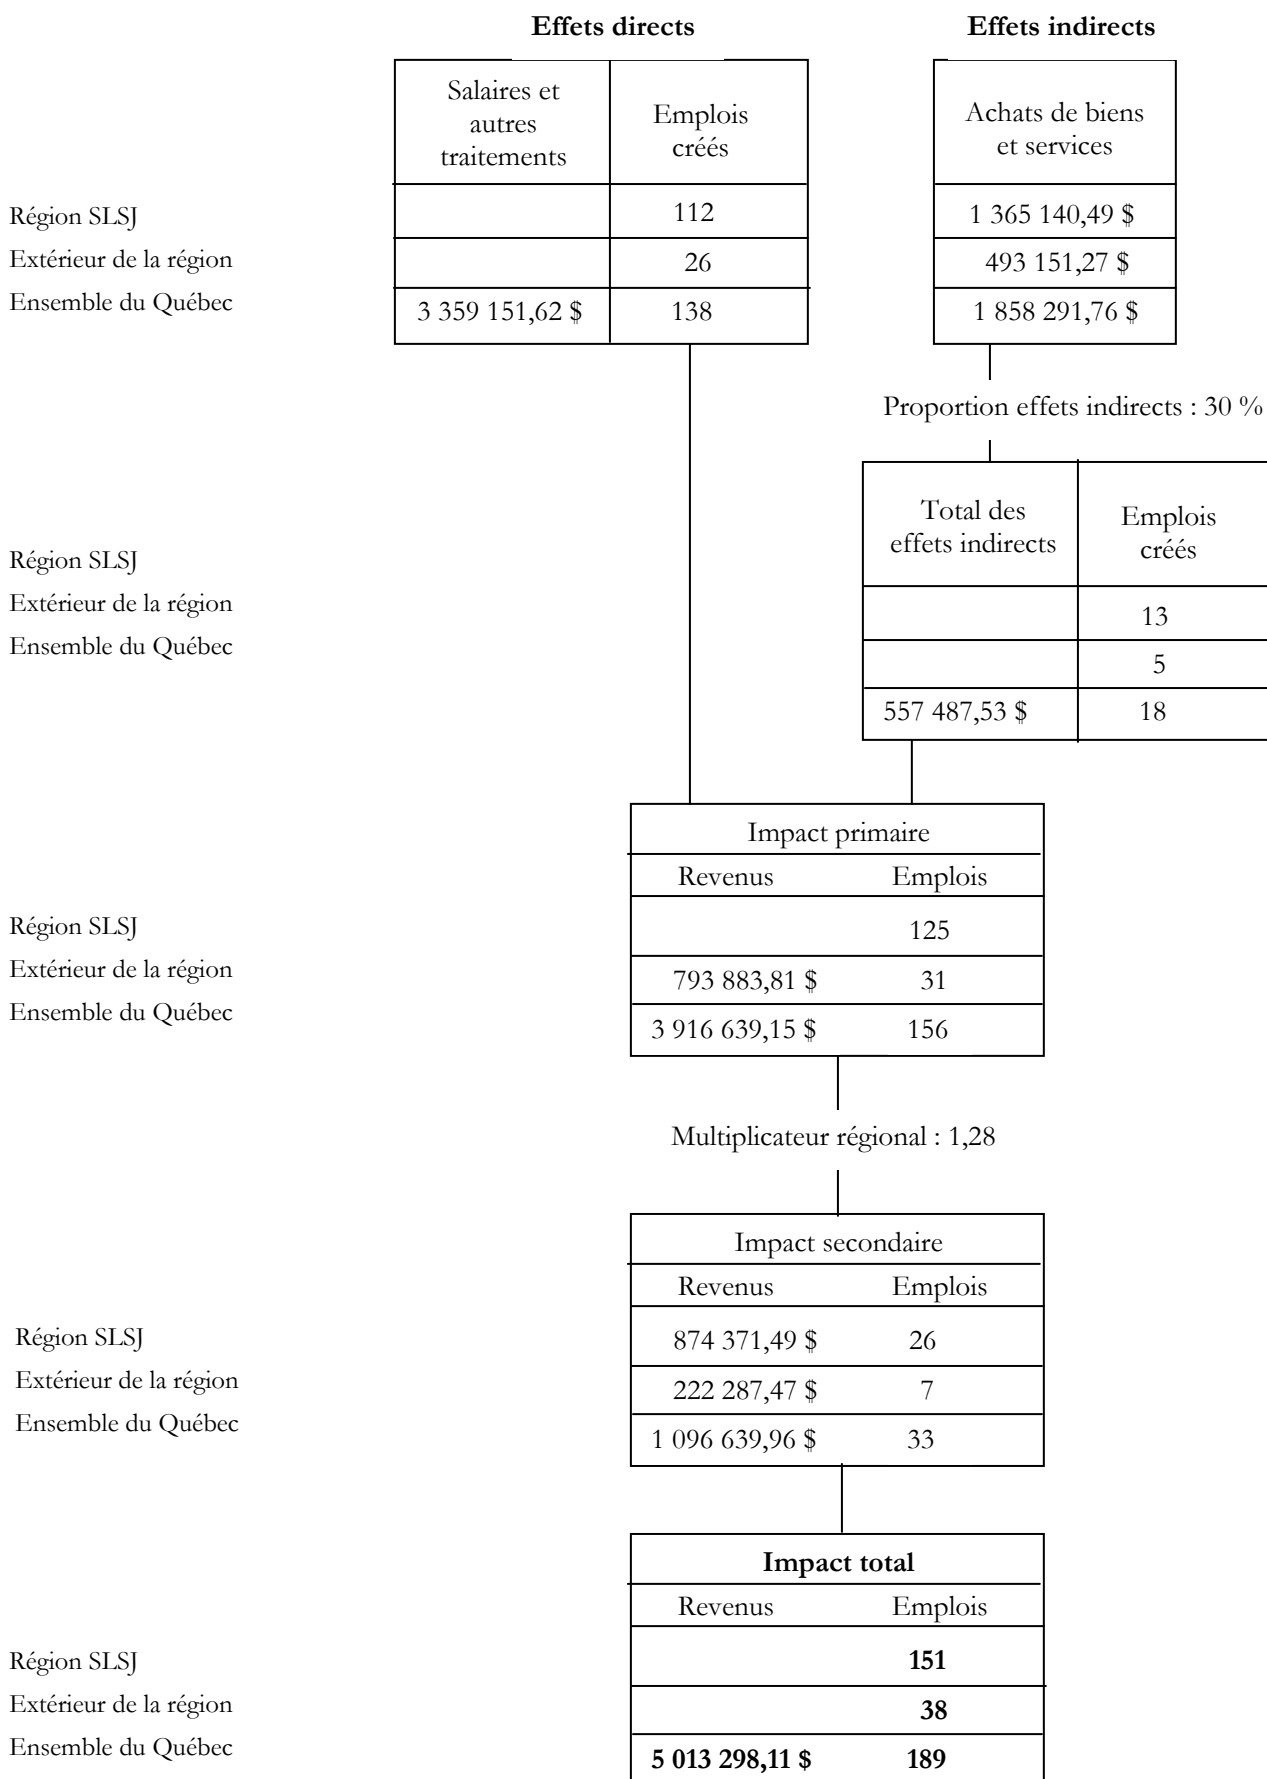 Effets directs
Effets indirects
Salaires et
autres
traitements
Emplois
créés
Achats de biens
et services
Région SLSJ
112
1 365 140,49 $
Extérieur de la région
26
493 151,27 $
Ensemble du Québec
3 359 151,62 $
138
1 858 291,76 $
Proportion effets indirects : 30 %
Total des
effets indirects
Emplois
créés
Région SLSJ
13
Extérieur de la région
5
Ensemble du Québec
557 487,53 $
18
Impact primaire
Revenus
Emplois
Région SLSJ
125
Extérieur de la région
793 883,81 $
31
Ensemble du Québec
3 916 639,15 $
156
Multiplicateur régional : 1,28
Impact secondaire
Revenus
Emplois
Région SLSJ
874 371,49 $
26
Extérieur de la région
222 287,47 $
7
Ensemble du Québec
1 096 639,96 $
33
Impact total
Revenus
Emplois
Région SLSJ
151
Extérieur de la région
38
Ensemble du Québec
5 013 298,11 $
189